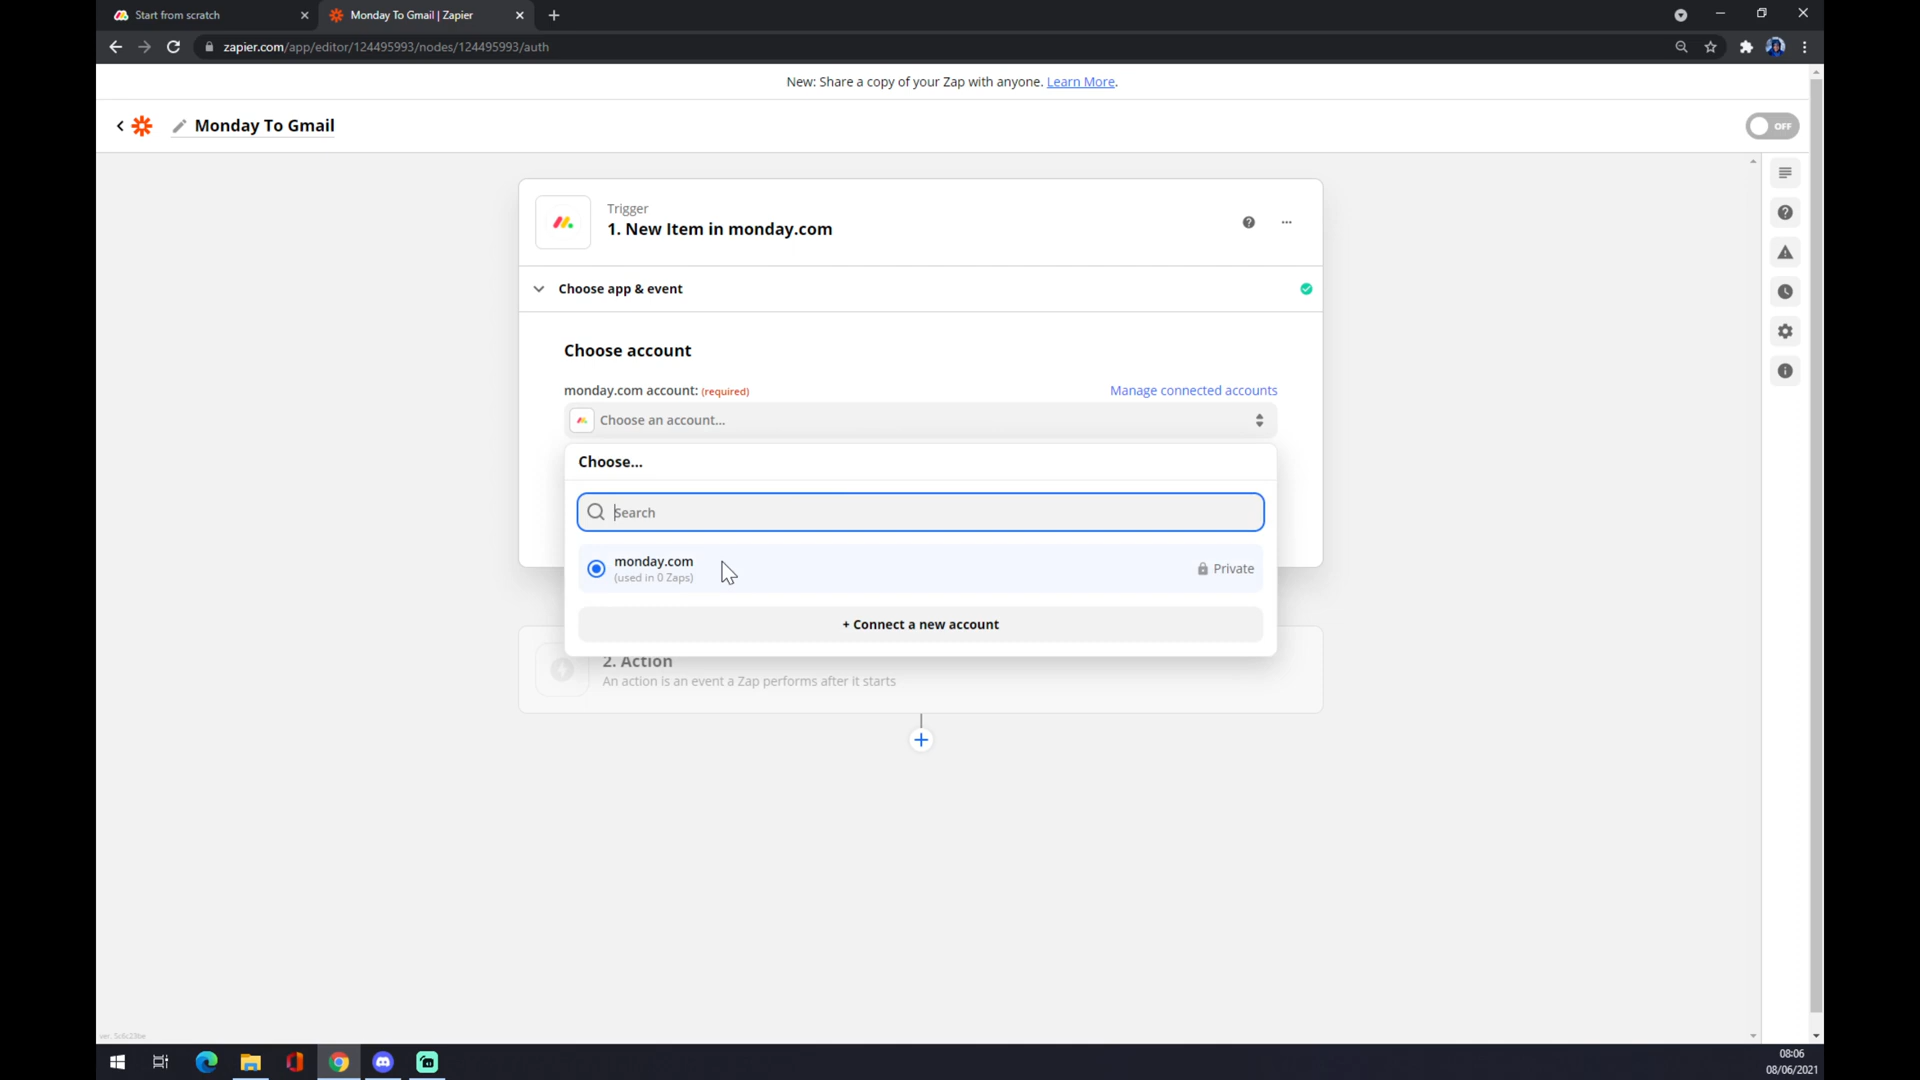 Start from scratch
Monday To Gmail | Zapier
zapier.com/app/editor/124495993/nodes/124495993/auth
New: Share a copy of your Zap with anyone. Learn More.
Monday To Gmail
OFF
Trigger
1. New Item in monday.com
Choose app & event
Choose account
monday.com account: (required)
Manage connected accounts
Choose an account...
Choose...
Search
monday.com
(used in 0 Zaps)
Private
+ Connect a new account
2. Action
An action is an event a Zap performs after it starts
08:06
08/06/2021